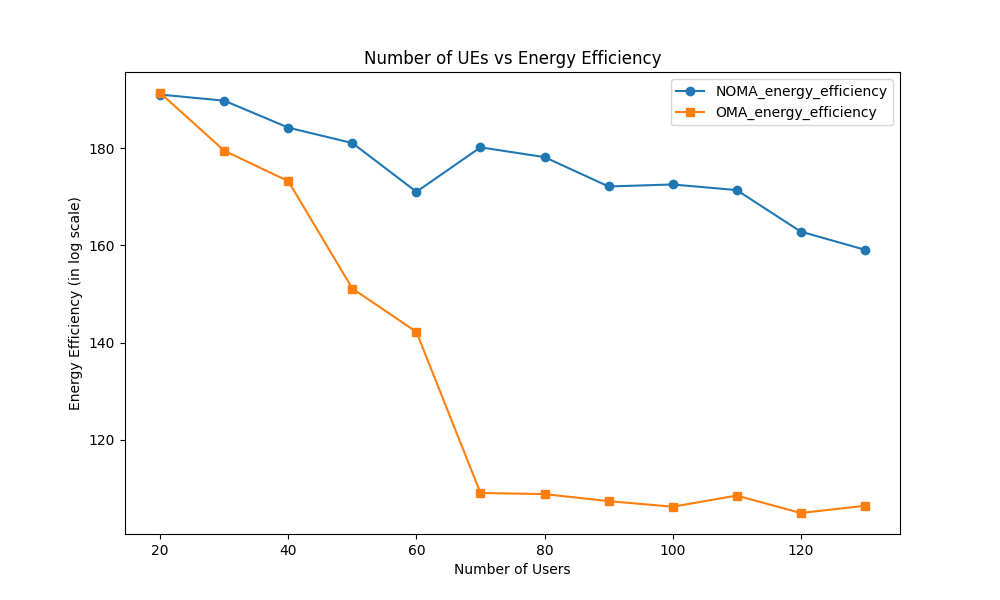 Number of UEs vs Energy Efficiency
NOMA_energy_efficiency
OMA_energy_efficiency
Energy Efficiency (in log scale)
180
160
140
120
20 40 60 80 100 120
Number of Users